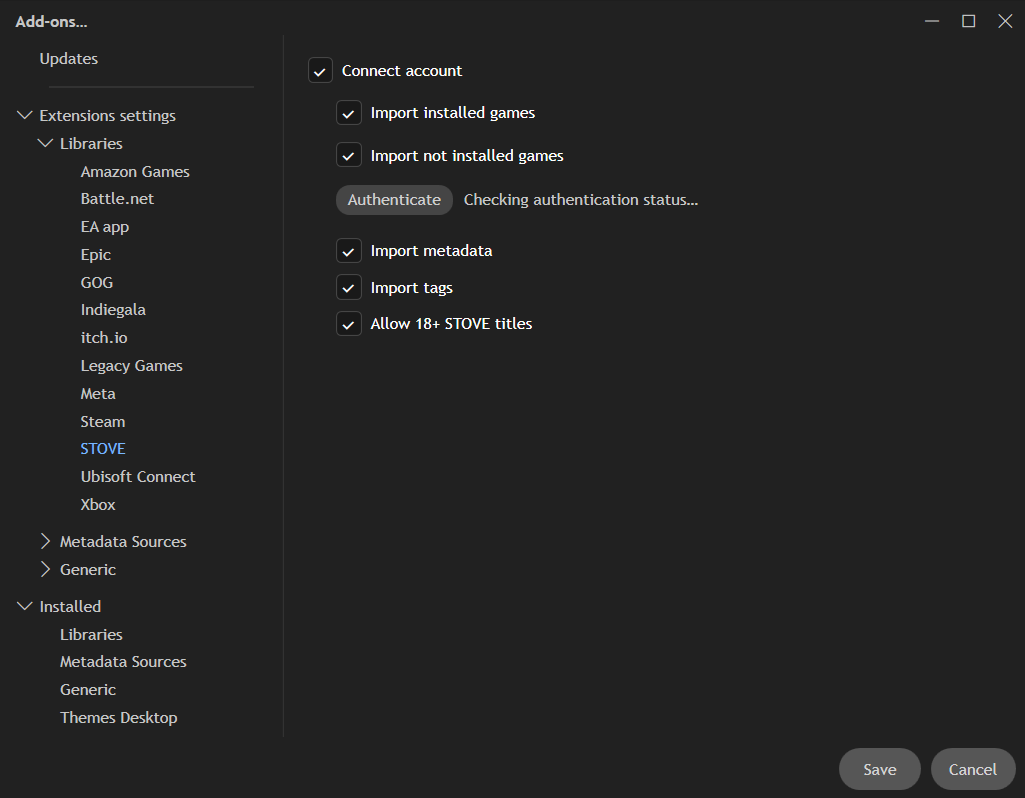 Add-ons...
Updates
Extensions settings
Libraries
Amazon Games
Battle.net
EA app
Epic
GOG
Indiegala
itch.io
Legacy Games
Meta
Steam
STOVE
Ubisoft Connect
Xbox
Metadata Sources
Generic
Installed
Libraries
Metadata Sources
Generic
Themes Desktop
Connect account
Import installed games
Import not installed games
Authenticate Checking authentication status...
Import metadata
Import tags
Allow 18+ STOVE titles
Save Cancel